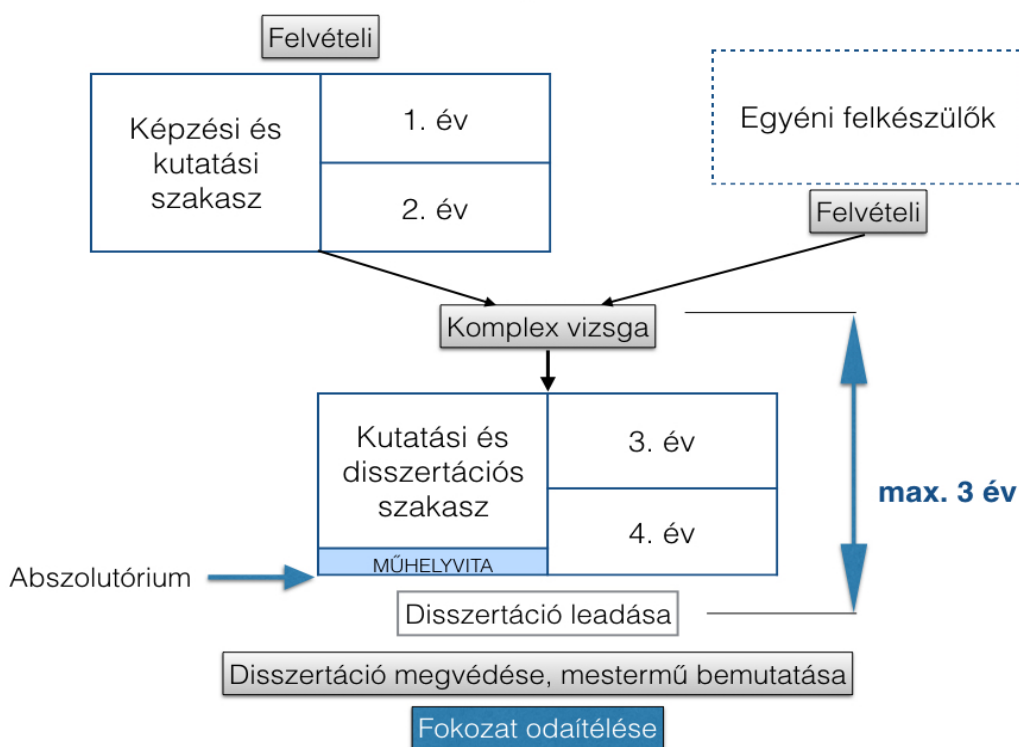 Felvételi
Képzési és
kutatási
szakasz
1. év
2. év
Egyéni felkészülők
Felvételi
Komplex vizsga
Kutatási és
disszertációs
szakasz
3. év
4. év
max. 3 év
MŰHELYVITA
Abszolutórium
Disszertáció leadása
Disszertáció megvédése, mestermű bemutatása
Fokozat odaítélése